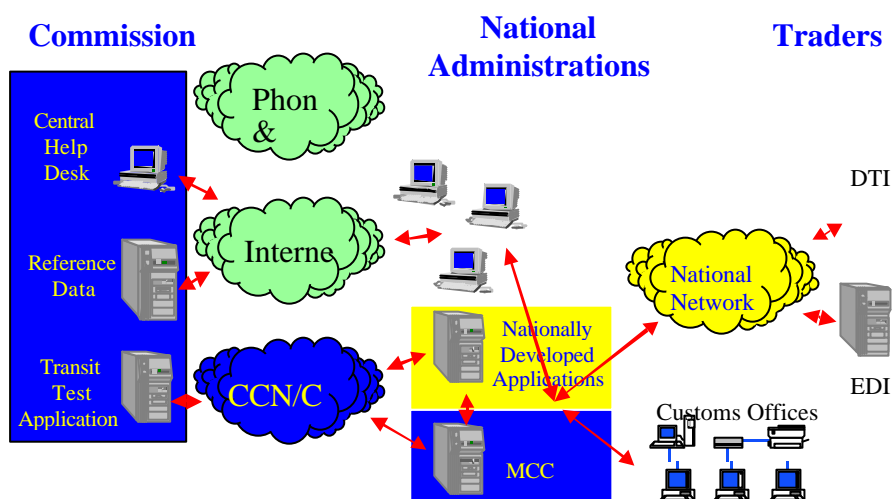 Commission
National
Administrations
Traders
Central
Help
Desk
Phon
&
DTI
Reference
Data
Interne
National
Network
Transit
Test
Application
CCN/C
Nationally
Developed
Applications
EDI
Customs Offices
MCC